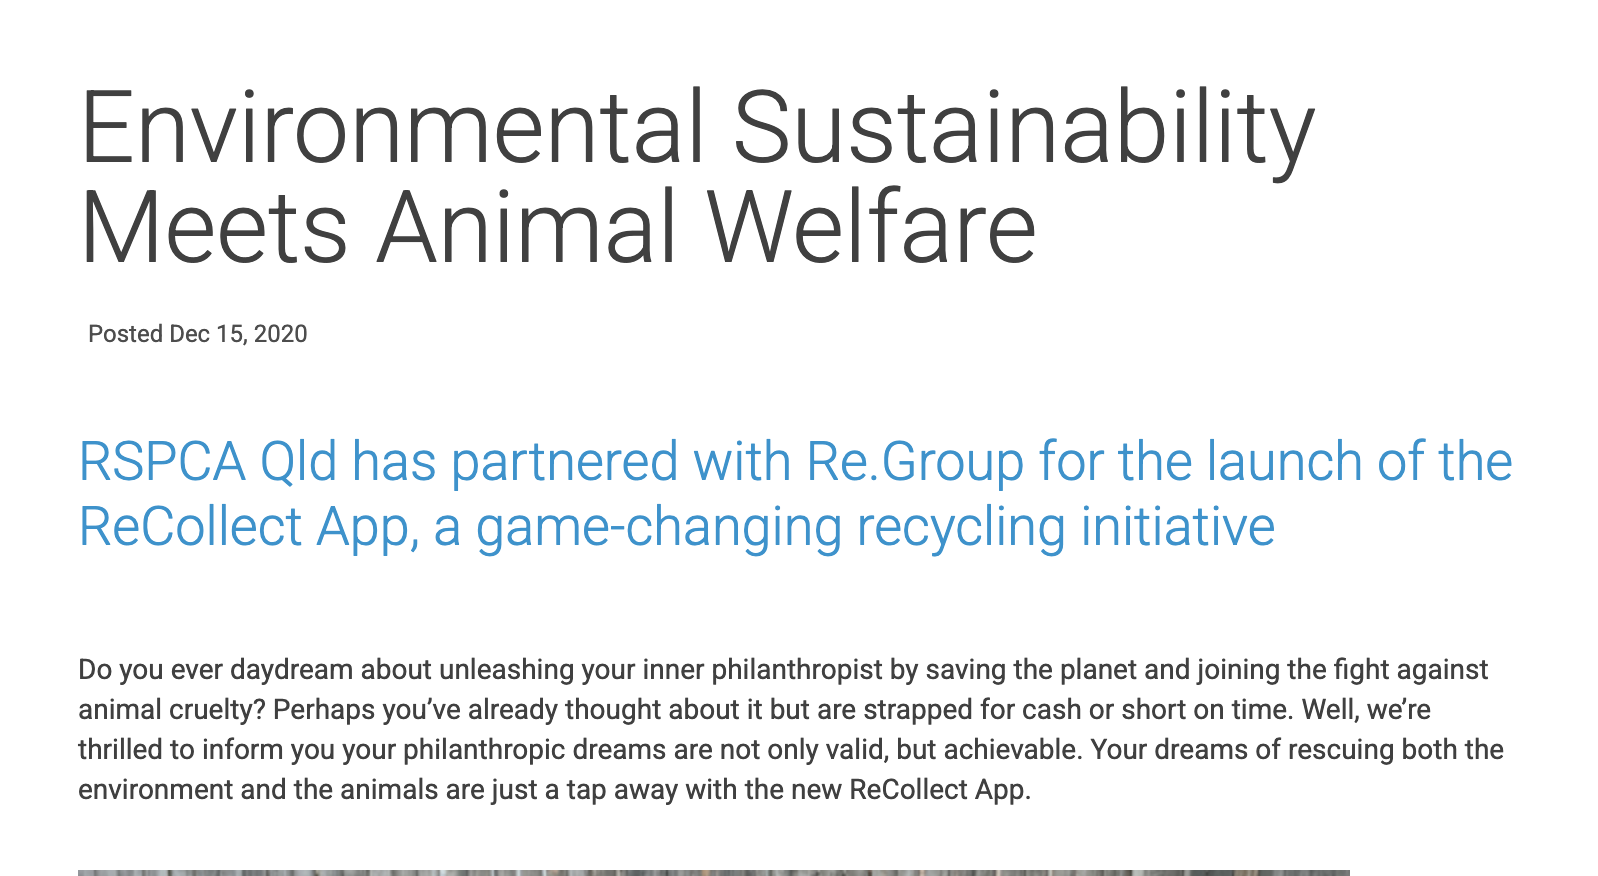 Environmental Sustainability
Meets Animal Welfare
Posted Dec 15, 2020
RSPCA Qld has partnered with Re.Group for the launch of the
ReCollect App, a game-changing recycling initiative
Do you ever daydream about unleashing your inner philanthropist by saving the planet and joining the fight against
animal cruelty? Perhaps you’ve already thought about it but are strapped for cash or short on time. Well, we’re
thrilled to inform you your philanthropic dreams are not only valid, but achievable. Your dreams of rescuing both the
environment and the animals are just a tap away with the new ReCollect App.